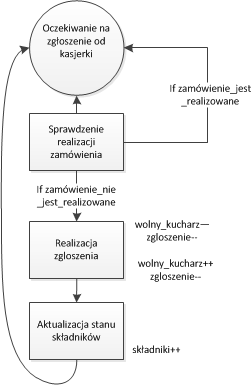 Oczekiwanie na
zgłoszenie od
kasjerki
If zamówienie_jest
_realizowane
Sprawdzenie
realizacji
zamówienia
If zamówienie_nie
_jest_realizowane
wolny_kucharz—
zgloszenie--
Realizacja
zgloszenia
wolny_kucharz++
zgloszenie--
Aktualizacja stanu
składników
składniki++